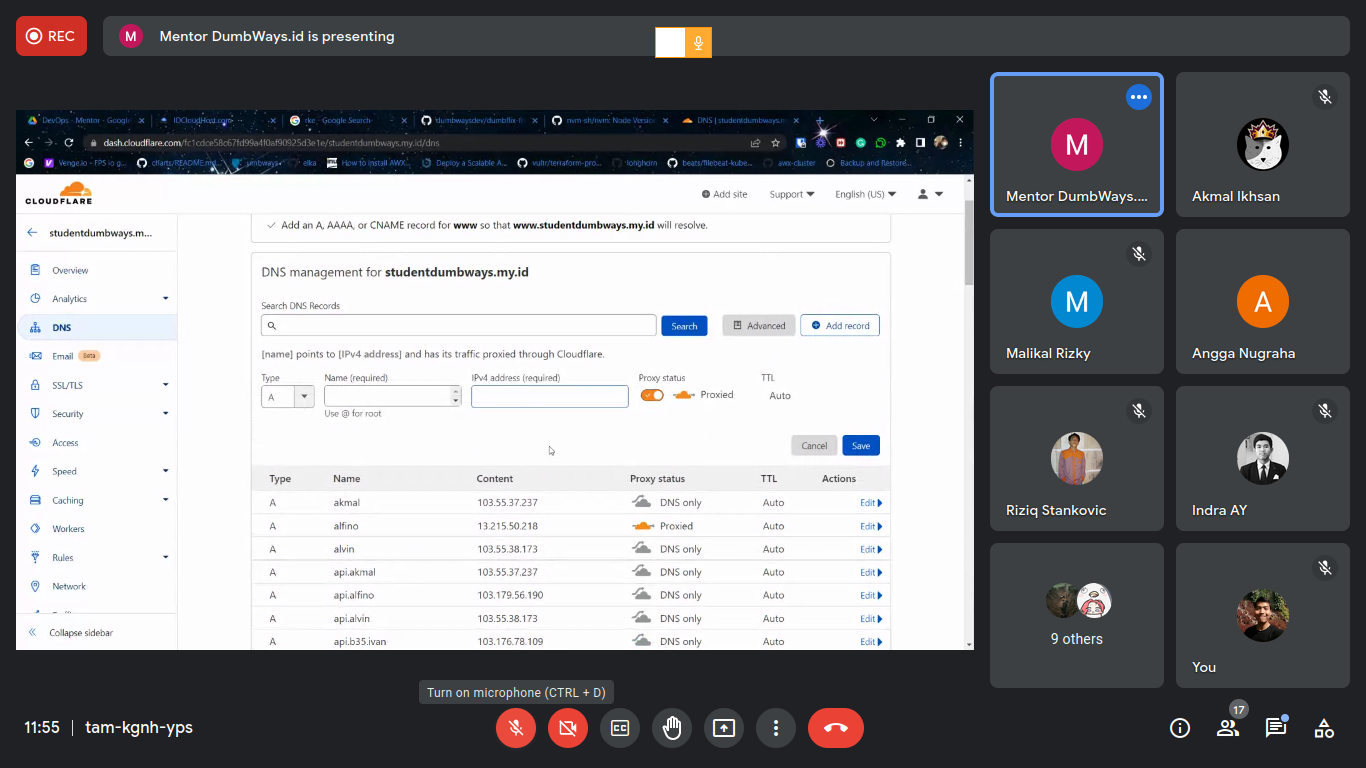 REC
M
Mentor DumbWays.id is presenting
DevOps - Mentor - Google
IDCloudHost.com
rke - Google Search
dumbwaysdev/dumbflix-fr
nvm-sh/nvm: Node Version
DNS | studentdumbways.m
dash.cloudflare.com/fc1cdce58c67fd99a4f0af90925d3e1e/studentdumbways.my.id/dns
Venge.io - FPS io g...
charts/README.md...
umbways
elka
How to install AWX...
Deploy a Scalable A...
vultr/terraform-pro...
longhorn
beats/filebeat-kube...
awx-cluster
Backup and Restore...
CLOUDFLARE
Add site
Support
English (US)
studentdumbways.m...
Overview
Analytics
DNS
Email Beta
SSL/TLS
Security
Access
Speed
Caching
Workers
Rules
Network
Collapse sidebar
Add an A, AAAA, or CNAME record for www so that www.studentdumbways.my.id will resolve.
DNS management for studentdumbways.my.id
Search DNS Records
Search
Advanced
Add record
[name] points to [IPv4 address] and has its traffic proxied through Cloudflare.
Type Name (required) IPv4 address (required) Proxy status TTL
A Proxied Auto
Use @ for root
Cancel Save
Type Name Content Proxy status TTL Actions
A akmal 103.55.37.237 DNS only Auto Edit
A alfino 13.215.50.218 Proxied Auto Edit
A alvin 103.55.38.173 DNS only Auto Edit
A api.akmal 103.55.37.237 DNS only Auto Edit
A api.alfino 103.179.56.190 DNS only Auto Edit
A api.alvin 103.55.38.173 DNS only Auto Edit
A api.b35.ivan 103.176.78.109 DNS only Auto Edit
M
Mentor DumbWays....
Akmal Ikhsan
M
Malikal Rizky
A
Angga Nugraha
Riziq Stankovic
Indra AY
9 others
You
Turn on microphone (CTRL + D)
11:55 | tam-kgnh-yps
CC
17